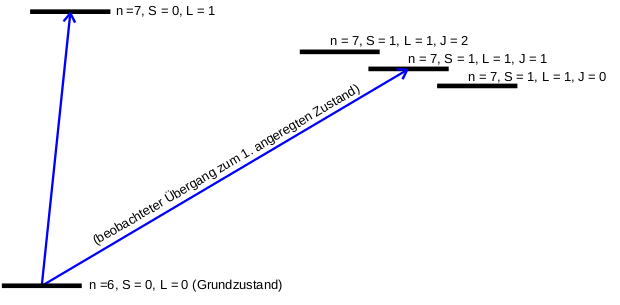 n =7, S = 0, L = 1
n = 7, S = 1, L = 1, J = 2
n = 7, S = 1, L = 1, J = 1
n = 7, S = 1, L = 1, J = 0
(beobachteter Übergang zum 1. angeregten Zustand)
n =6, S = 0, L = 0 (Grundzustand)